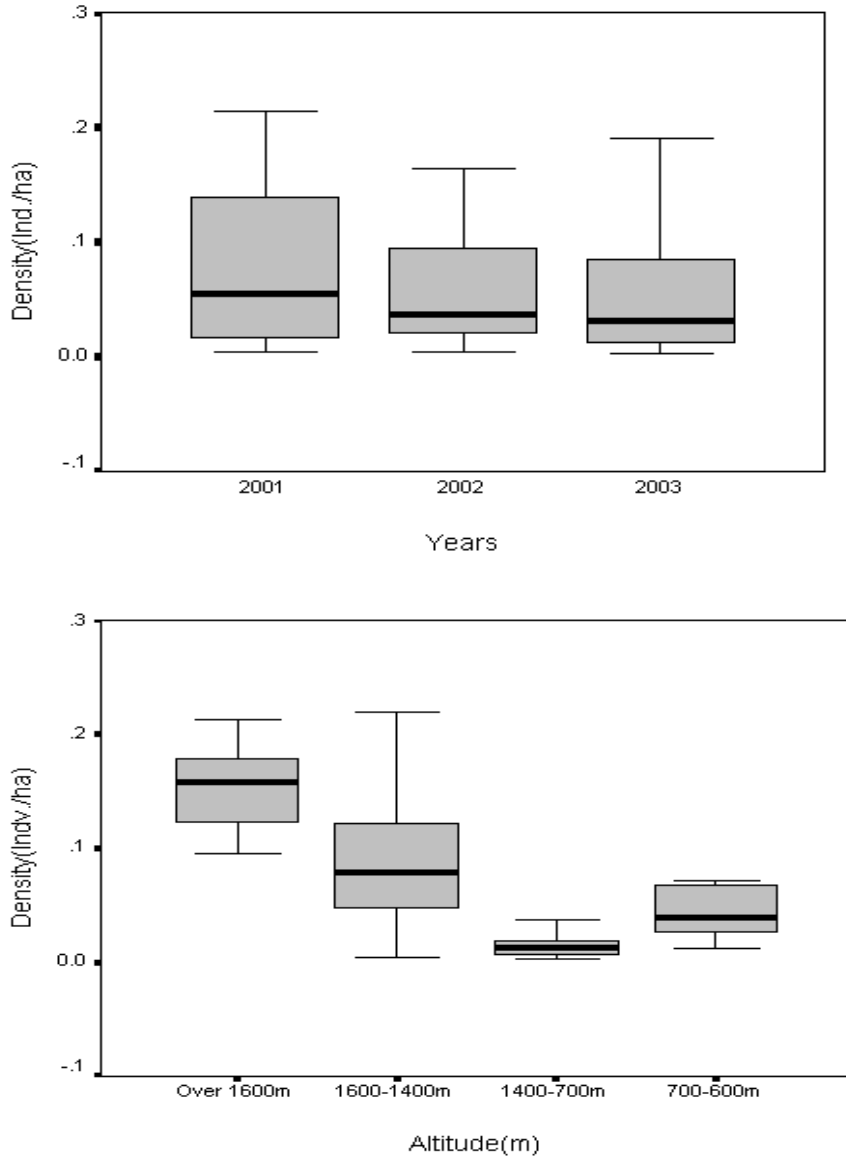 .3
.2
.1
0.0
-.1
Density(Ind./ha)
2001 2002 2003
Years
.3
.2
.1
0.0
-.1
Density(Indv./ha)
Over 1600m 1600-1400m 1400-700m 700-600m
Altitude(m)